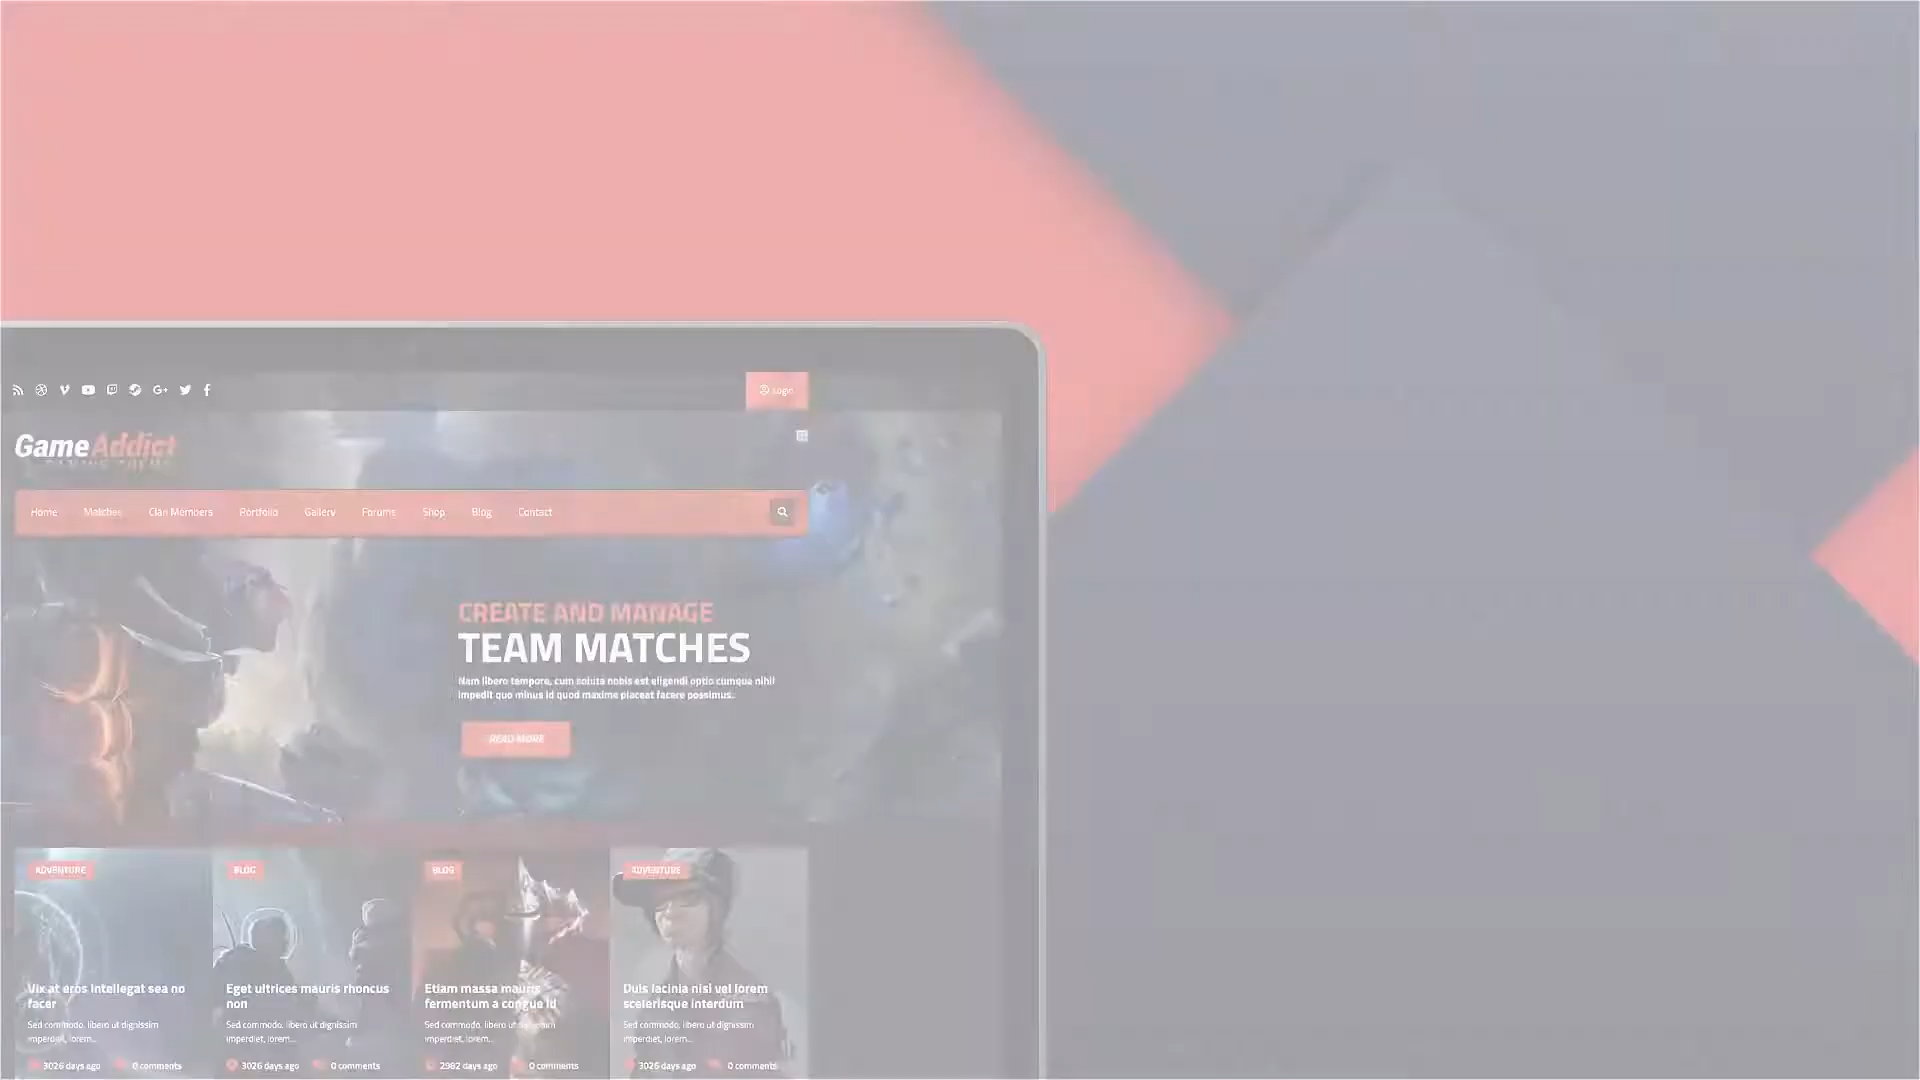 Login
GameAddict
Home Matches Clan Members Portfolio Gallery Forums Shop Blog Contact
CREATE AND MANAGE
TEAM MATCHES
Nam libero tempore, cum soluta nobis est eligendi optio cumque nihil
impedit quo minus id quod maxime placeat facere possimus.
READ MORE
ADVENTURE
Vix at eros intellegat sea no
facer
Sed commodo, libero ut dignissim
imperdiet, lorem...
3026 days ago 0 comments
BLOG
Eget ultrices mauris rhoncus
non
Sed commodo, libero ut dignissim
imperdiet, lorem...
3026 days ago 0 comments
BLOG
Etiam massa mauris
fermentum a congue id
Sed commodo, libero ut dignissim
imperdiet, lorem...
2982 days ago 0 comments
ADVENTURE
Duis lacinia nisi vel lorem
scelerisque interdum
Sed commodo, libero ut dignissim
imperdiet, lorem...
3026 days ago 0 comments